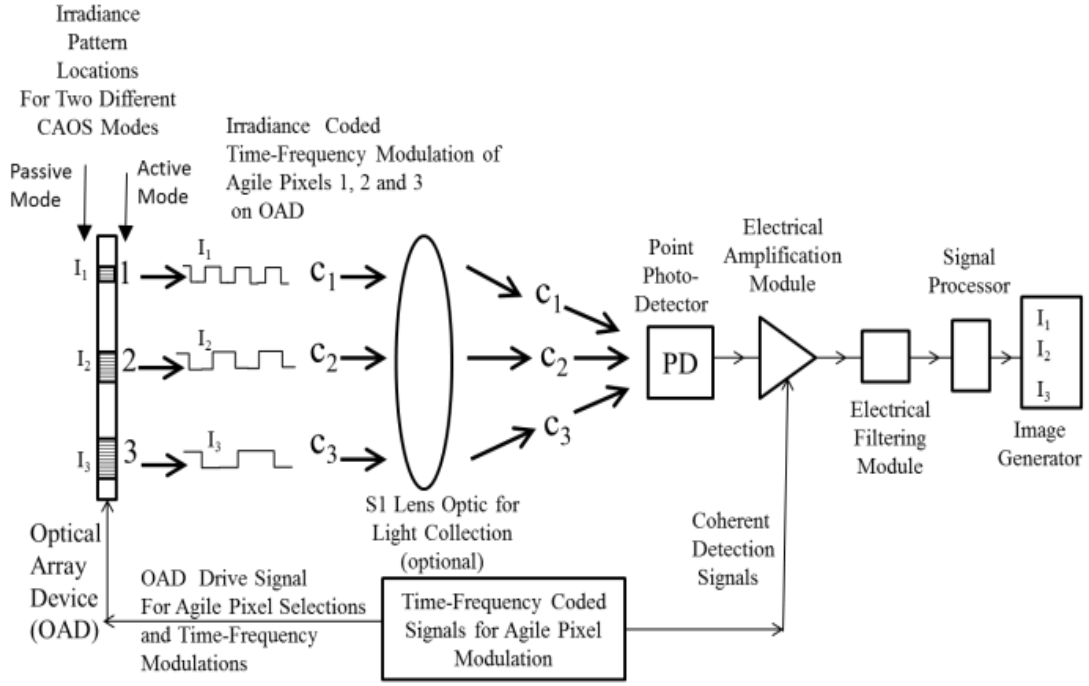 Irradiance
Pattern
Locations
For Two Different
CAOS Modes
Passive
Mode
Active
Mode
Irradiance Coded
Time-Frequency Modulation of
Agile Pixels 1, 2 and 3
on OAD
I₁
1
I₁
c₁
c₁
I₂
2
I₂
c₂
c₂
I₃
3
I₃
c₃
c₃
S1 Lens Optic for
Light Collection
(optional)
Point
Photo-
Detector
PD
Electrical
Amplification
Module
Electrical
Filtering
Module
Signal
Processor
I₁
I₂
I₃
Image
Generator
Optical
Array
Device
(OAD)
OAD Drive Signal
For Agile Pixel Selections
and Time-Frequency
Modulations
Time-Frequency Coded
Signals for Agile Pixel
Modulation
Coherent
Detection
Signals